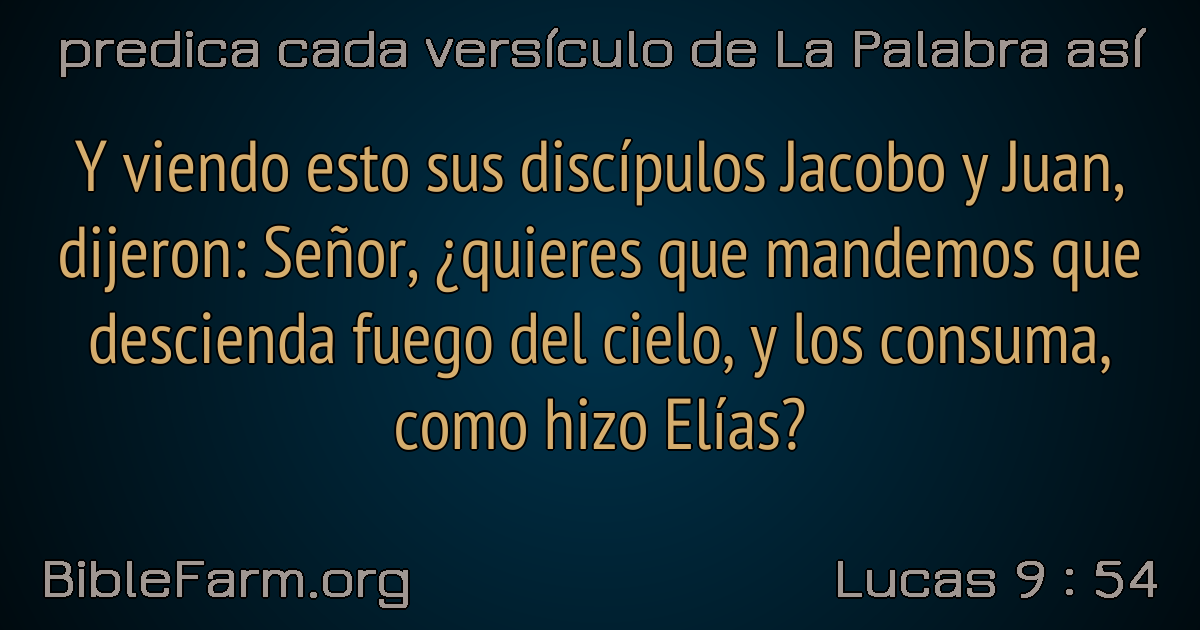 predica cada versículo de La Palabra así
Y viendo esto sus discípulos Jacobo y Juan,
dijeron: Señor, ¿quieres que mandemos que
descienda fuego del cielo, y los consuma,
como hizo Elías?
BibleFarm.org
Lucas 9 : 54